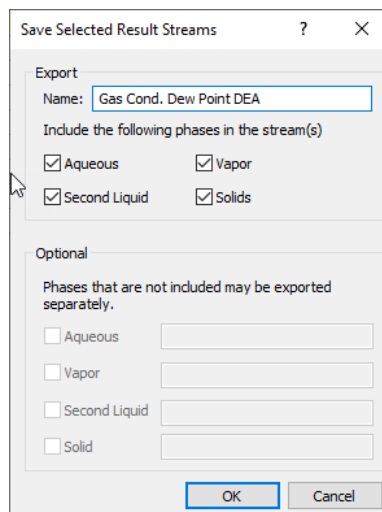 Save Selected Result Streams ?
Export
Name: Gas Cond. Dew Point DEA
Include the following phases in the stream(s)
Aqueous Vapor
Second Liquid Solids
Optional
Phases that are not included may be exported
separately.
Aqueous
Vapor
Second Liquid
Solid
OK Cancel